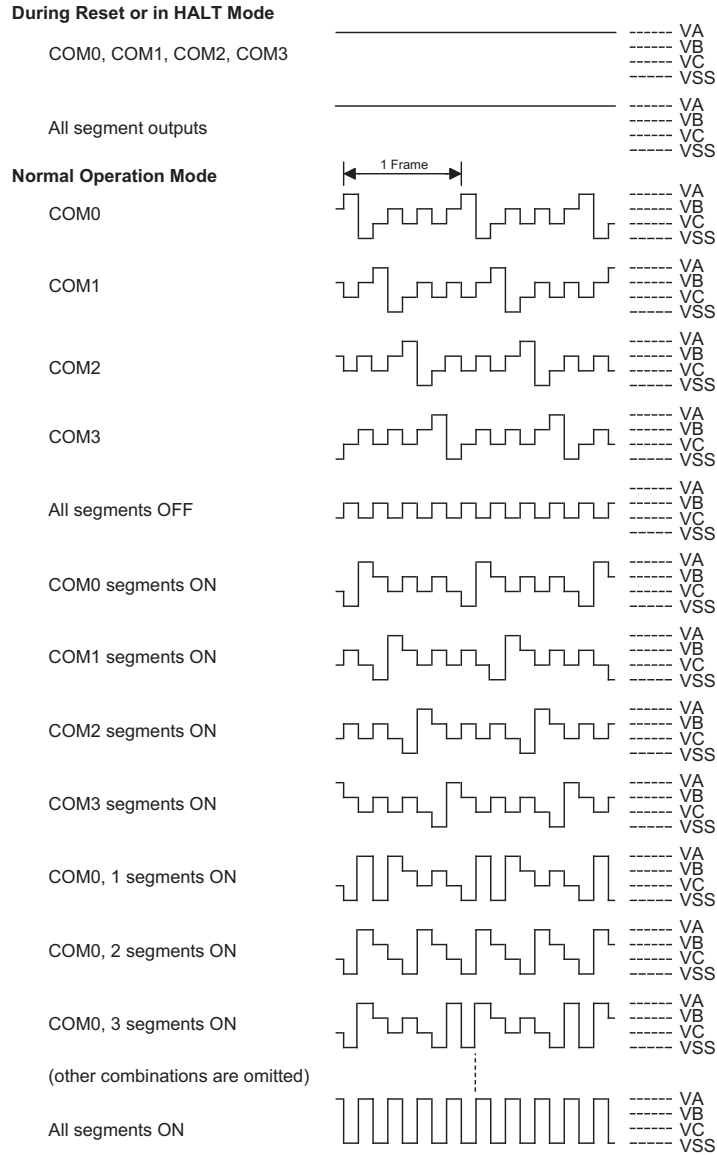 During Reset or in HALT Mode
COM0, COM1, COM2, COM3
VA
VB
VC
VSS
All segment outputs
VA
VB
VC
VSS
Normal Operation Mode
1 Frame
COM0
VA
VB
VC
VSS
COM1
VA
VB
VC
VSS
COM2
VA
VB
VC
VSS
COM3
VA
VB
VC
VSS
All segments OFF
VA
VB
VC
VSS
COM0 segments ON
VA
VB
VC
VSS
COM1 segments ON
VA
VB
VC
VSS
COM2 segments ON
VA
VB
VC
VSS
COM3 segments ON
VA
VB
VC
VSS
COM0, 1 segments ON
VA
VB
VC
VSS
COM0, 2 segments ON
VA
VB
VC
VSS
COM0, 3 segments ON
VA
VB
VC
VSS
(other combinations are omitted)
All segments ON
VA
VB
VC
VSS